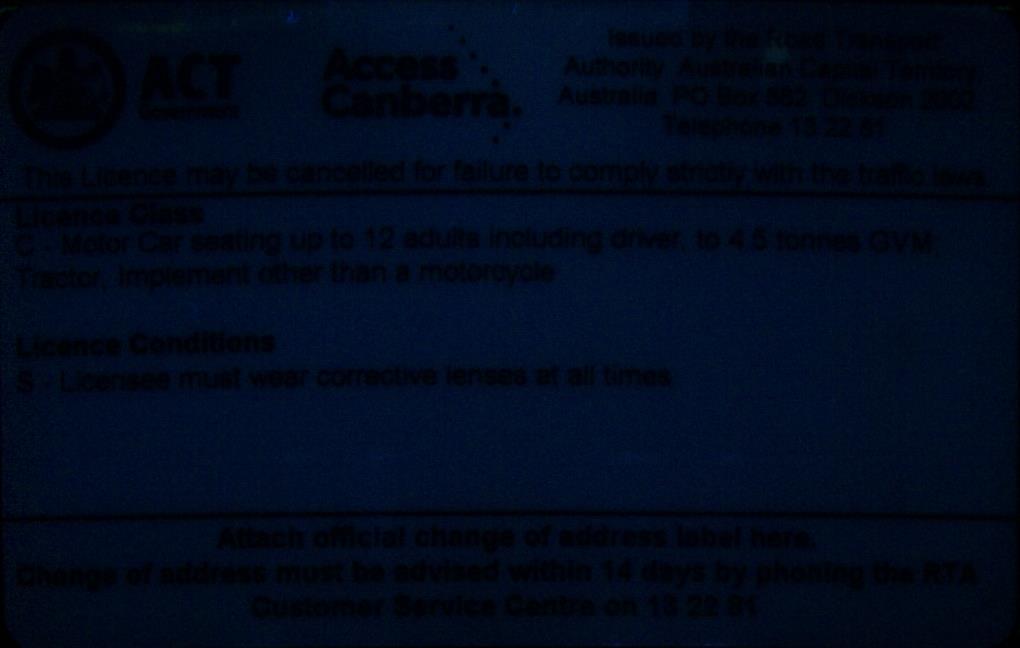 ACT
Access
Canberra.
Issued by the Road Transport
Authority Australian Capital Territory
Australia PO Box 582 Dickson 2602
Telephone 13 22 81
This Licence may be cancelled for failure to comply strictly with the traffic laws.
Licence Class
C - Motor Car seating up to 12 adults including driver, to 4.5 tonnes GVM;
Tractor, Implement other than a motorcycle
Licence Conditions
S - Licensee must wear corrective lenses at all times
Attach official change of address label here.
Change of address must be advised within 14 days by phoning the RTA
Customer Service Centre on 13 22 81